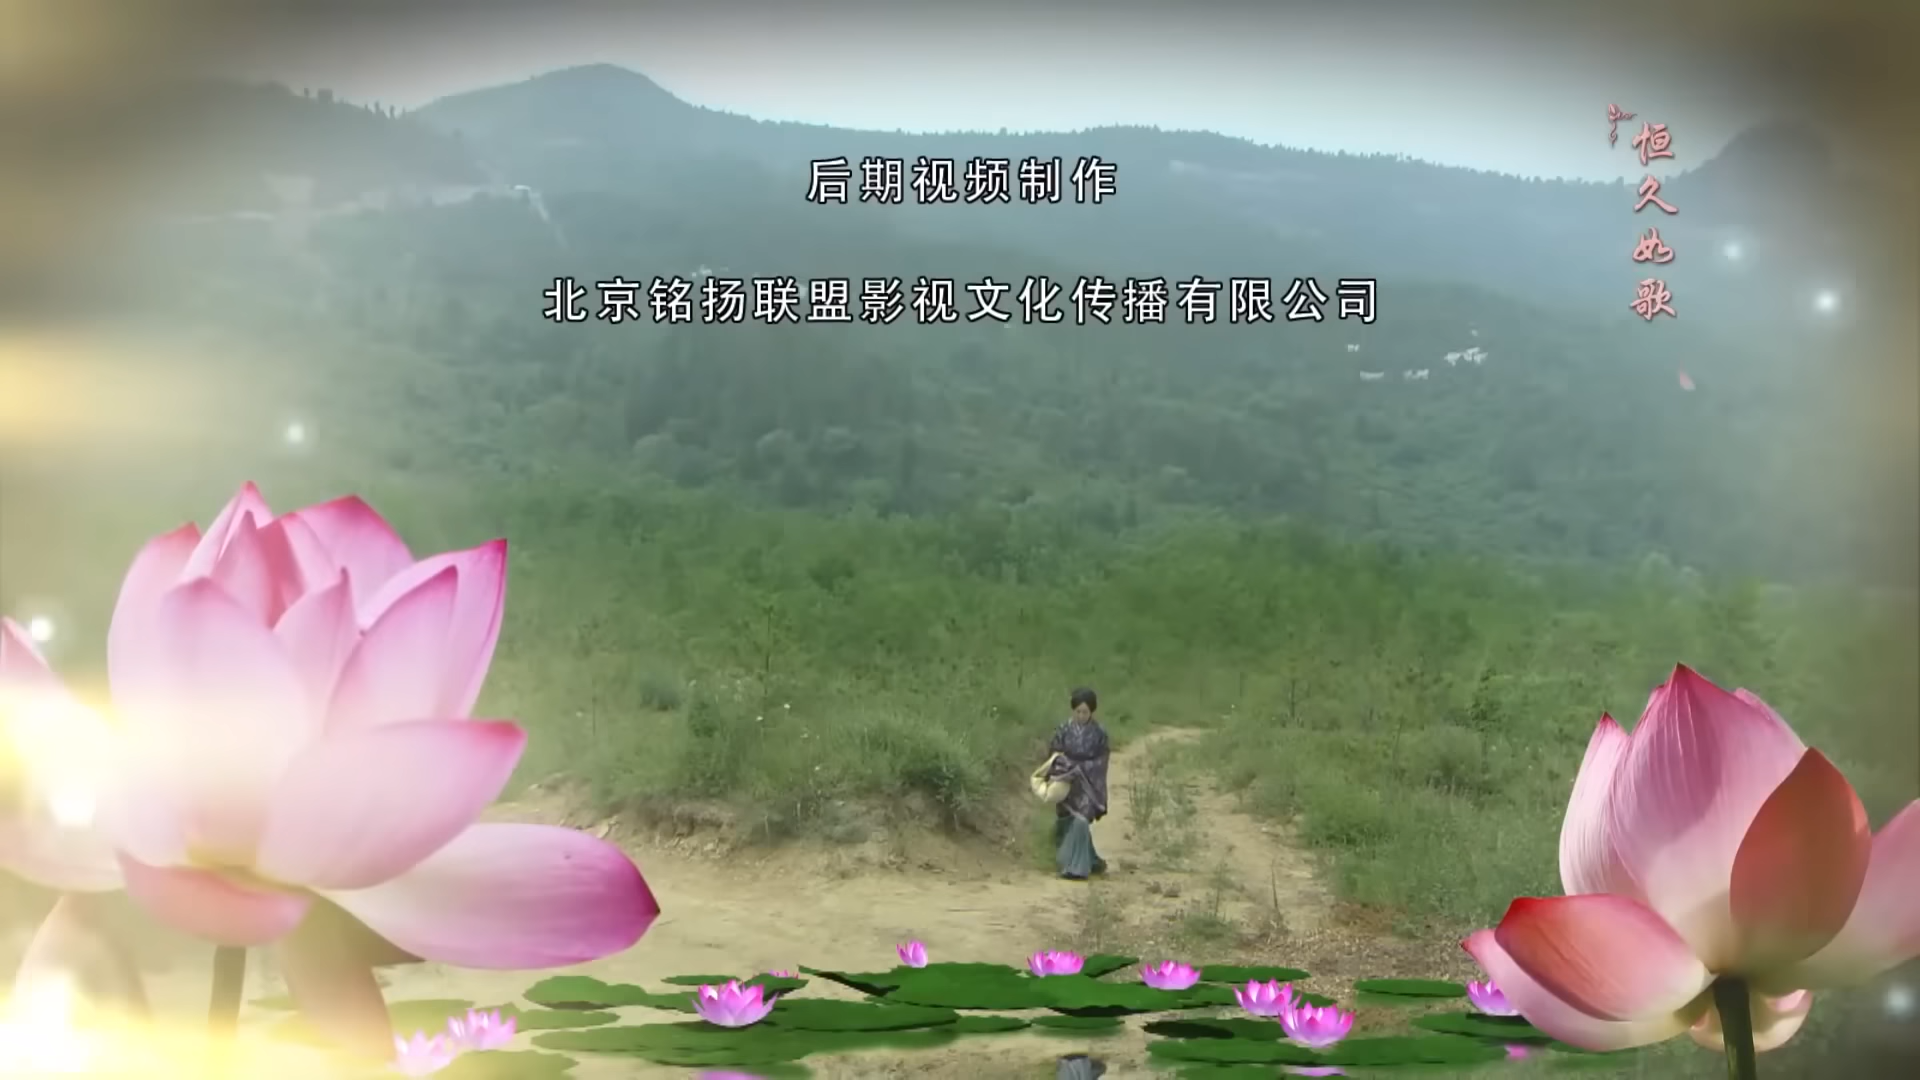 后期视频制作
北京铭扬联盟影视文化传播有限公司
恒久如歌